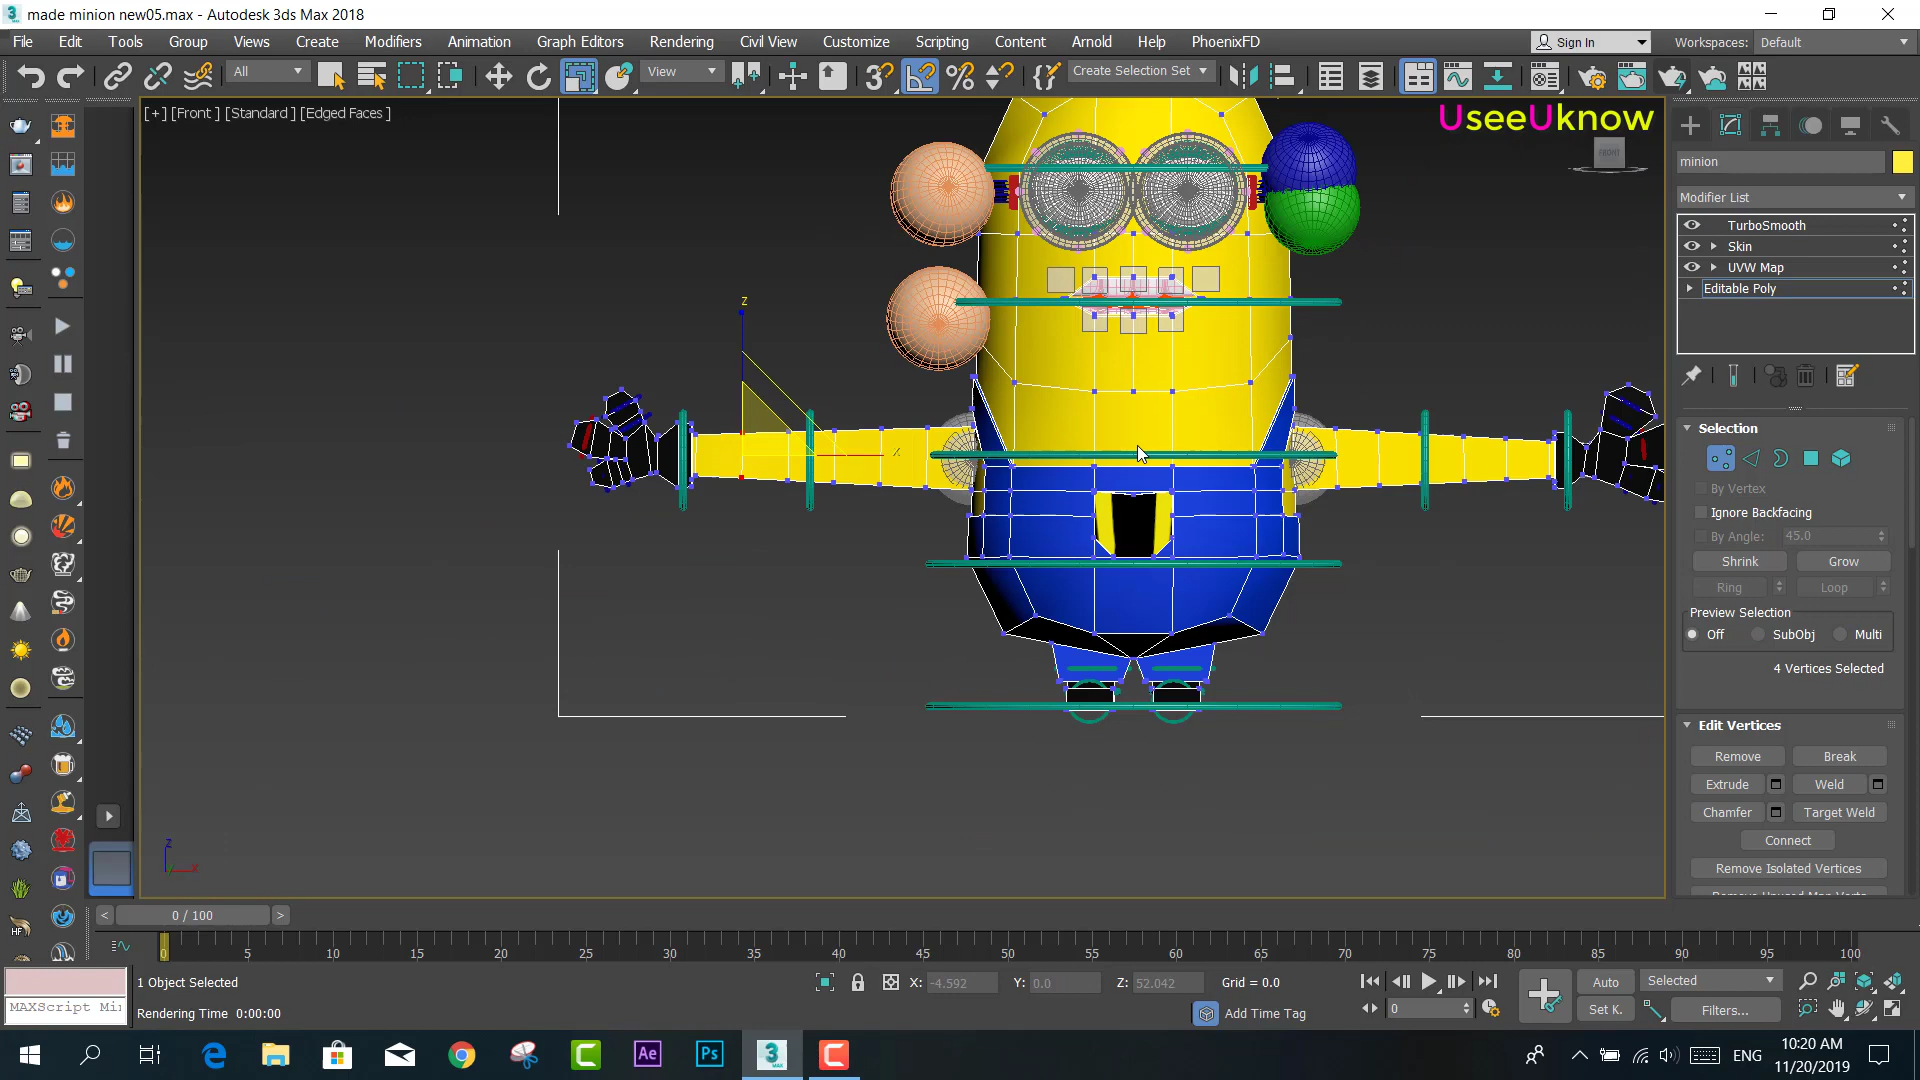 made minion new05.max - Autodesk 3ds Max 2018
File Edit Tools Group Views Create Modifiers Animation Graph Editors Rendering Civil View Customize Scripting Content Arnold Help PhoenixFD
Sign In
Workspaces: Default
All
View
Create Selection Set
[+] [Front ] [Standard ] [Edged Faces ]
UseeUknow
FRONT
minion
Modifier List
TurboSmooth
Skin
UVW Map
Editable Poly
Selection
By Vertex
Ignore Backfacing
By Angle: 45.0
Shrink Grow
Ring Loop
Preview Selection
Off SubObj Multi
4 Vertices Selected
Edit Vertices
Remove Break
Extrude Weld
Chamfer Target Weld
Connect
Remove Isolated Vertices
z
x
z
x
< 0 / 100 >
0 5 10 15 20 25 30 35 40 45 50 55 60 65 70 75 80 85 90 95 100
1 Object Selected
X: -4.592 Y: 0.0 Z: 52.042 Grid = 0.0
Auto Selected
MAXScript Mi
Rendering Time 0:00:00
Add Time Tag
0
Set K. Filters...
Ae
Ps
3
MAX
ENG
10:20 AM
11/20/2019